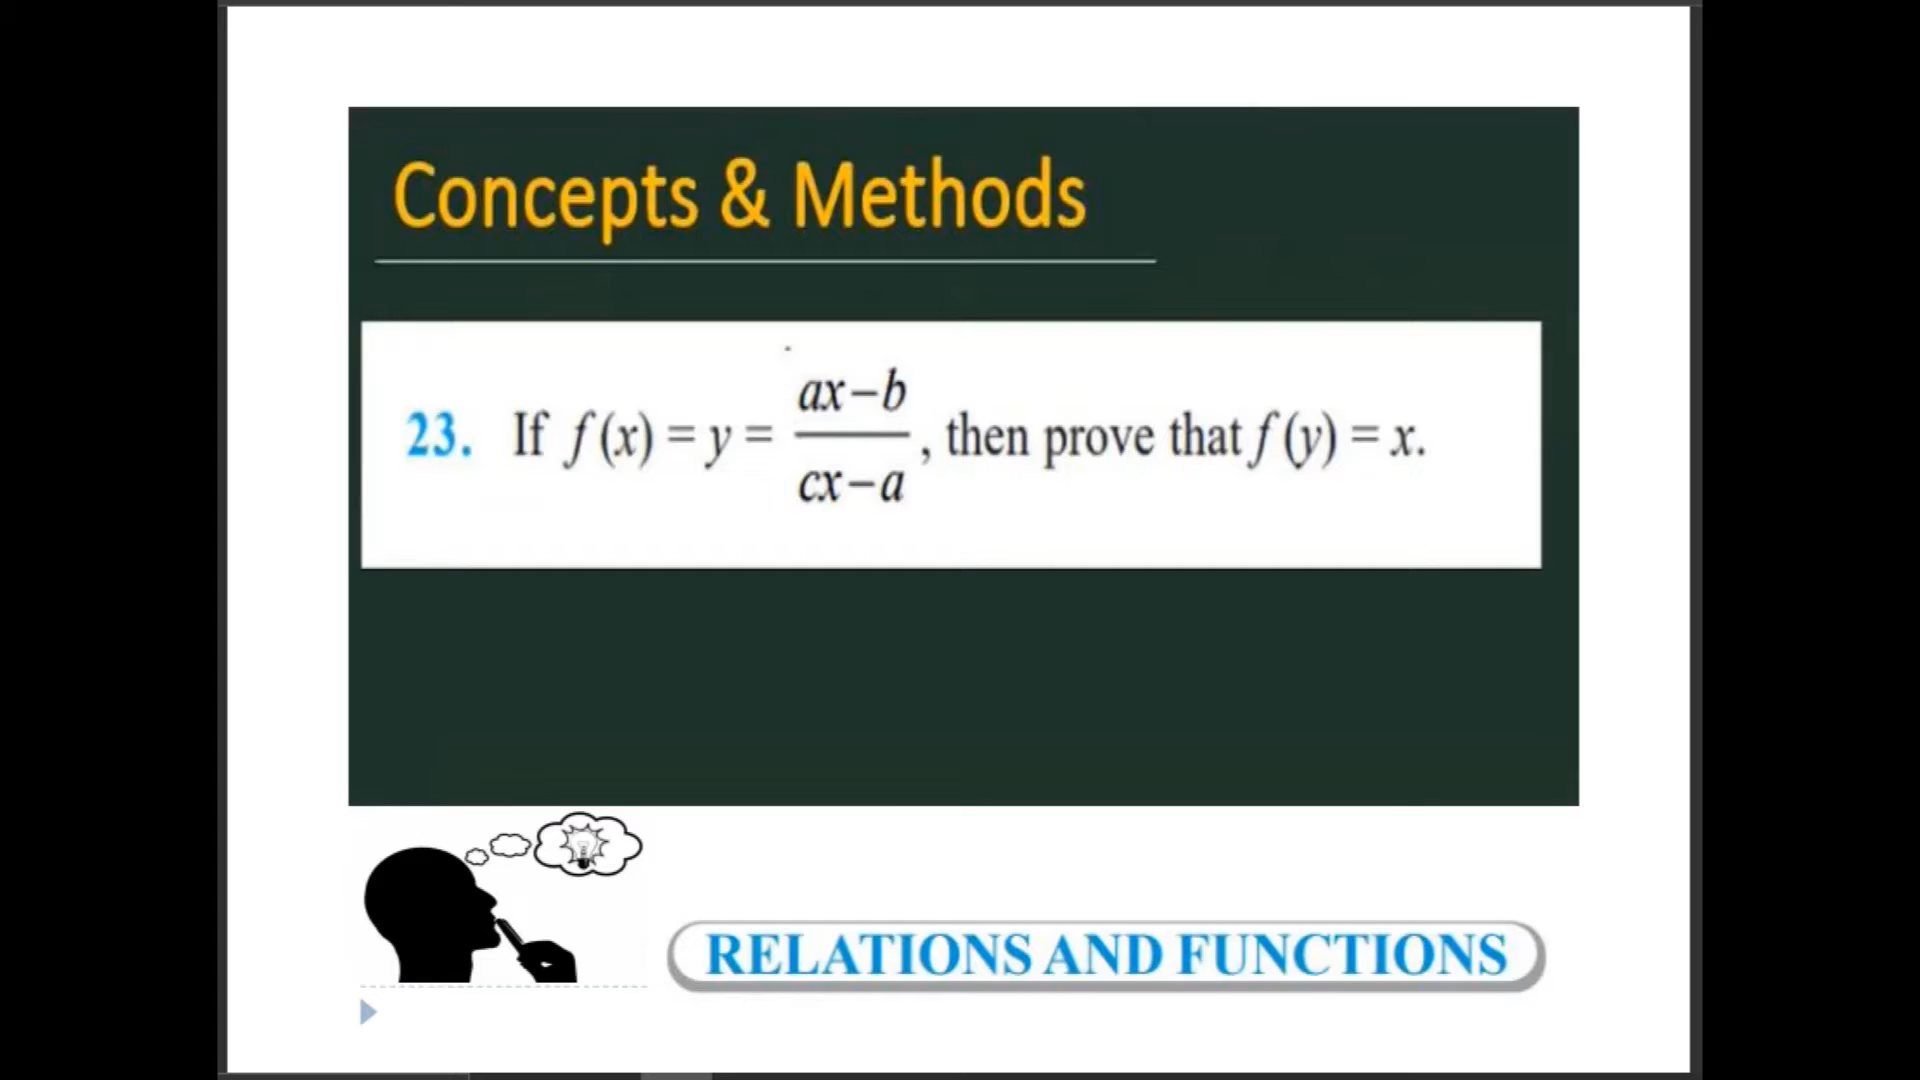 Concepts & Methods
23. If f(x) = y = ax−b / cx−a , then prove that f(y) = x.
RELATIONS AND FUNCTIONS